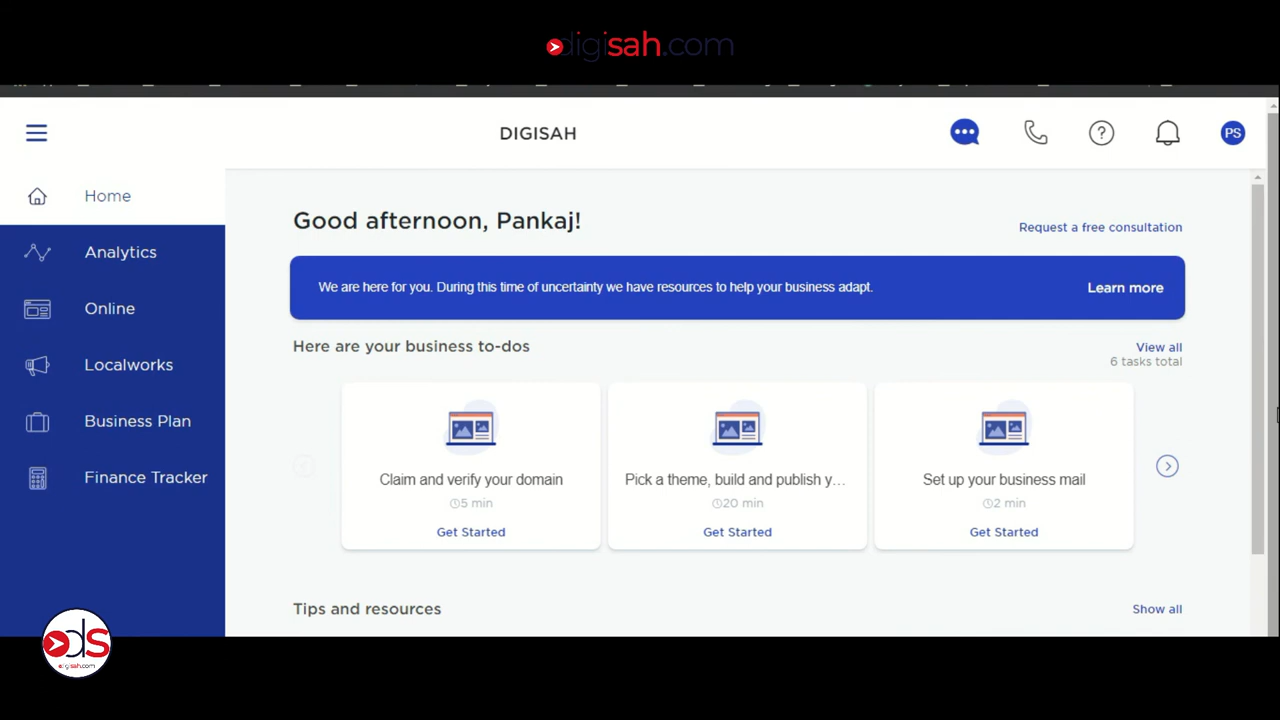 digisah.com
DIGISAH
PS
Home
Analytics
Online
Localworks
Business Plan
Finance Tracker
Good afternoon, Pankaj!
Request a free consultation
We are here for you. During this time of uncertainty we have resources to help your business adapt.
Learn more
Here are your business to-dos
View all
6 tasks total
Claim and verify your domain
5 min
Get Started
Pick a theme, build and publish y...
20 min
Get Started
Set up your business mail
2 min
Get Started
Tips and resources
Show all
ds
digisah.com